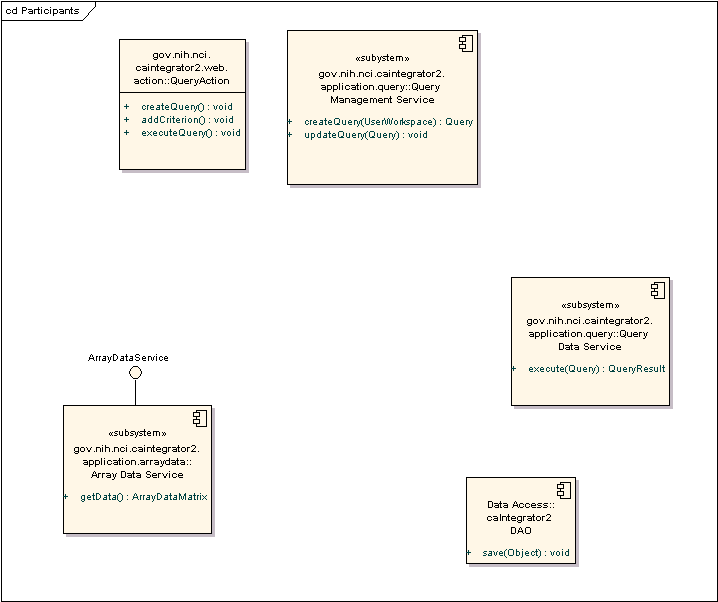 cd Participants
gov.nih.nci.
caintegrator2.web.
action::QueryAction
+ createQuery() : void
+ addCriterion() : void
+ executeQuery() : void
«subystem»
gov.nih.nci.caintegrator2.
application.query::Query
Management Service
+ createQuery(UserWorkspace) : Query
+ updateQuery(Query) : void
«subsystem»
gov.nih.nci.caintegrator2.
application.query::Query
Data Service
+ execute(Query) : QueryResult
ArrayDataService
«subsystem»
gov.nih.nci.caintegrator2.
application.arraydata::
Array Data Service
+ getData() : ArrayDataMatrix
Data Access::
caIntegrator2
DAO
+ save(Object) : void